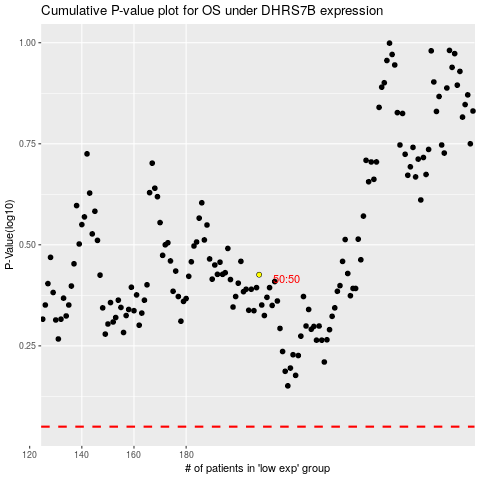 Cumulative P-value plot for OS under DHRS7B expression
P-Value(log10)
1.00
0.75
0.50
0.25
50:50
120 140 160 180
# of patients in 'low exp' group